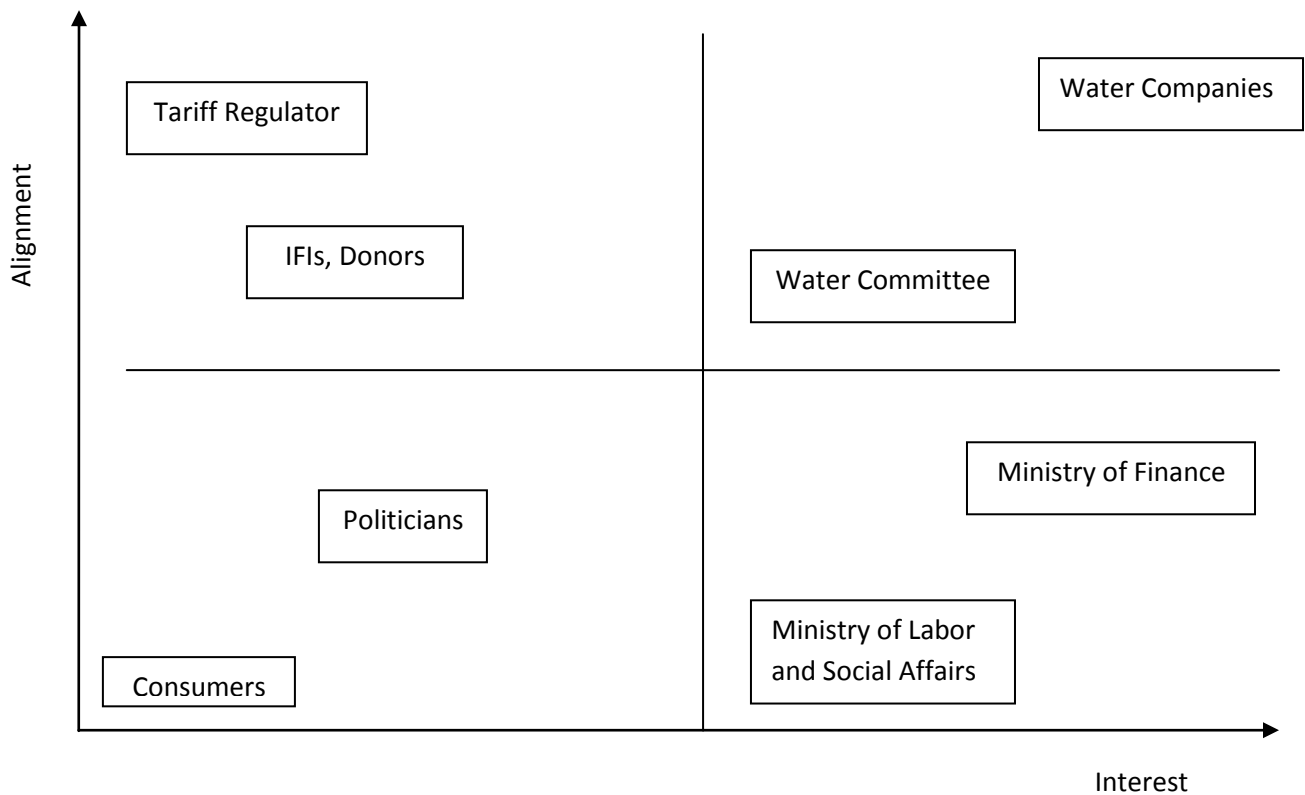 Water Companies
Tariff Regulator
Alignment
IFIs, Donors
Water Committee
Ministry of Finance
Politicians
Ministry of Labor
and Social Affairs
Consumers
Interest